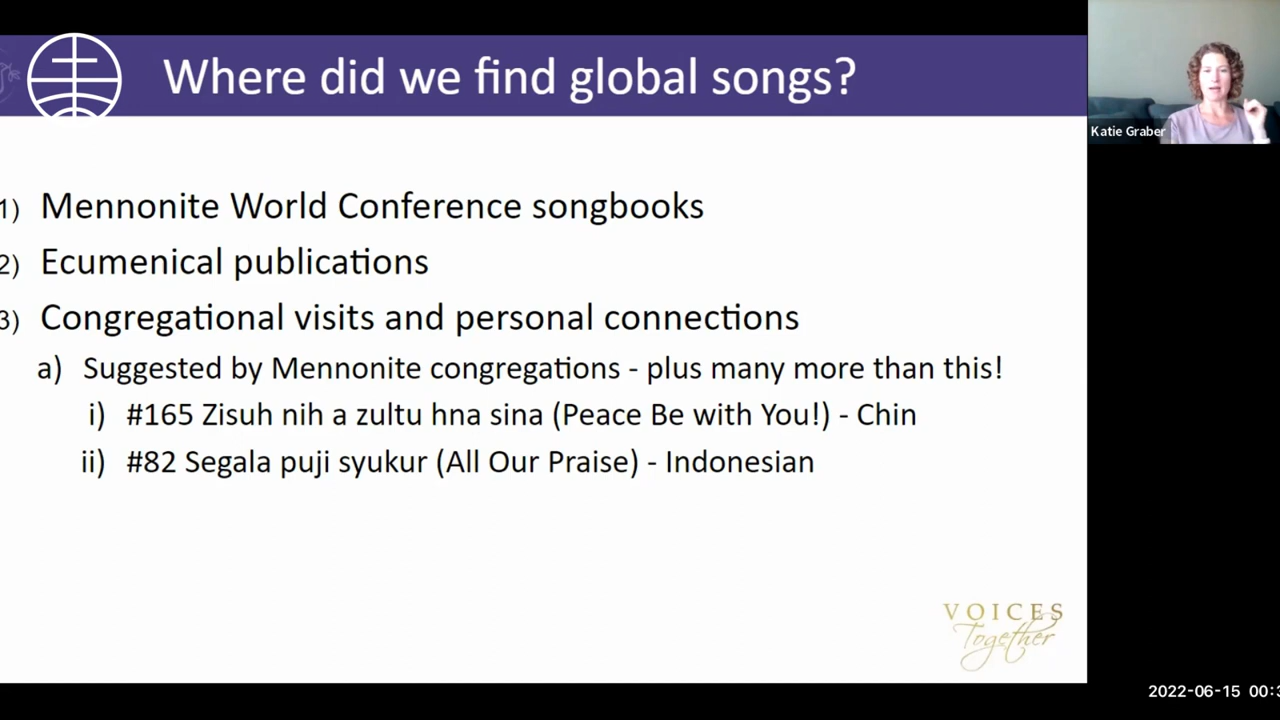 Where did we find global songs?
Katie Graber
1) Mennonite World Conference songbooks
2) Ecumenical publications
3) Congregational visits and personal connections
a) Suggested by Mennonite congregations - plus many more than this!
i) #165 Zisuh nih a zultu hna sina (Peace Be with You!) - Chin
ii) #82 Segala puji syukur (All Our Praise) - Indonesian
VOICES
Together
2022-06-15 00:3